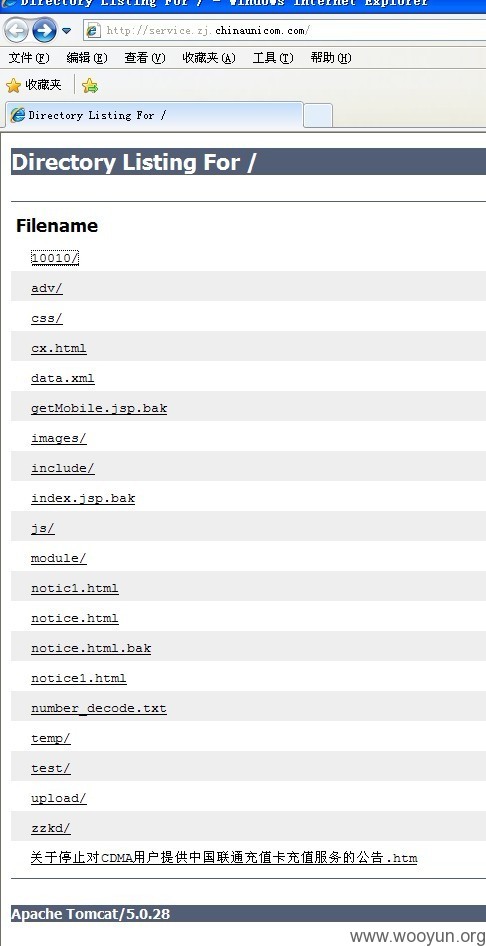 Directory Listing For / - Windows Internet Explorer
http://service.zj.chinaunicom.com/
文件(F) 编辑(E) 查看(V) 收藏夹(A) 工具(T) 帮助(H)
收藏夹
Directory Listing For /
Directory Listing For /
Filename
10010/
adv/
css/
cx.html
data.xml
getMobile.jsp.bak
images/
include/
index.jsp.bak
js/
module/
notic1.html
notice.html
notice.html.bak
notice1.html
number_decode.txt
temp/
test/
upload/
zzkd/
关于停止对CDMA用户提供中国联通充值卡充值服务的公告.htm
Apache Tomcat/5.0.28
www.wooyun.org